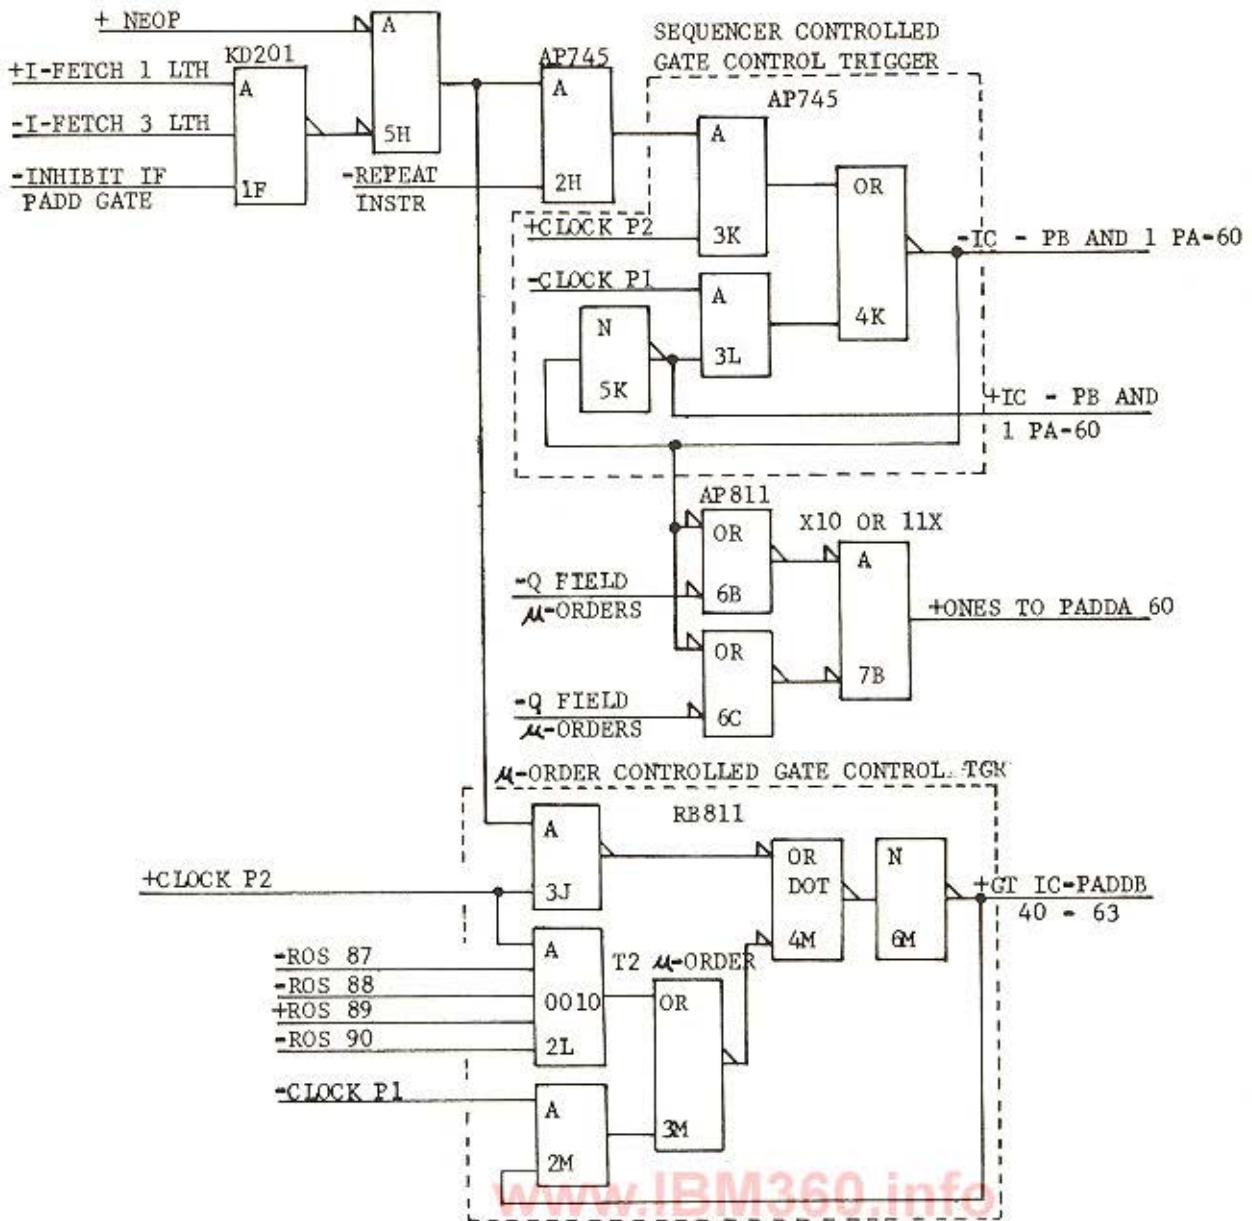 + NEOP
A
5H
KD201
+I-FETCH 1 LTH
-I-FETCH 3 LTH
-INHIBIT IF
PADD GATE
A
1F
AP745
A
2H
-REPEAT
INSTR
SEQUENCER CONTROLLED
GATE CONTROL TRIGGER
AP745
A
3K
+CLOCK P2
-CLOCK P1
A
3L
N
5K
OR
4K
-IC - PB AND 1 PA-60
+IC - PB AND
1 PA-60
AP811
OR
6B
-Q FIELD
μ-ORDERS
OR
6C
-Q FIELD
μ-ORDERS
X10 OR 11X
A
7B
+ONES TO PADDA 60
μ-ORDER CONTROLLED GATE CONTROL TGR
RB811
A
3J
+CLOCK P2
-ROS 87
-ROS 88
+ROS 89
-ROS 90
A
0010
2L
T2 μ-ORDER
OR
3M
-CLOCK P1
A
2M
OR
DOT
4M
N
6M
+GT IC-PADDB
40 - 63
www.IBM360.info